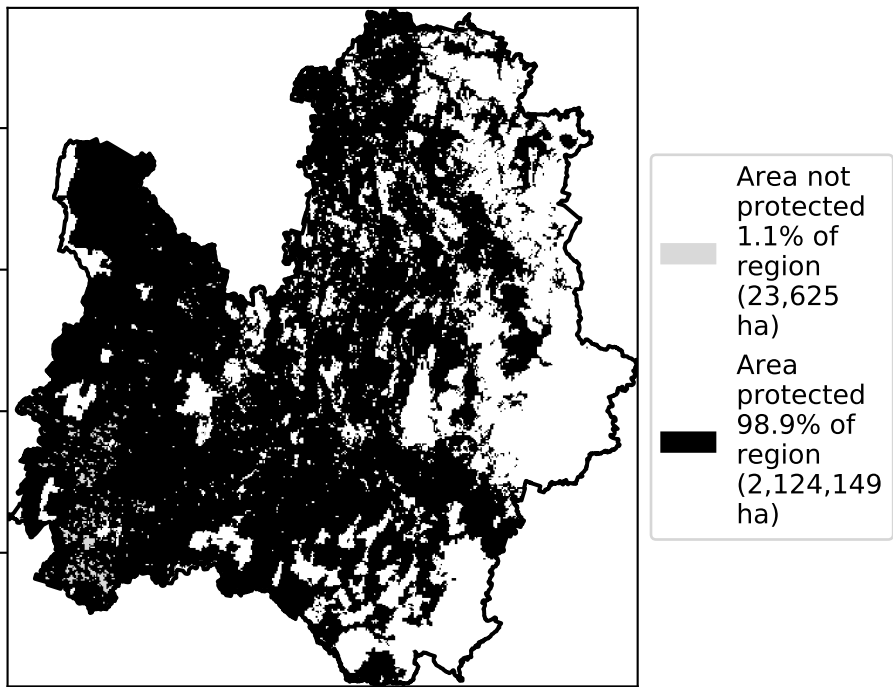 Area not
protected
1.1% of
region
(23,625
ha)
Area
protected
98.9% of
region
(2,124,149
ha)